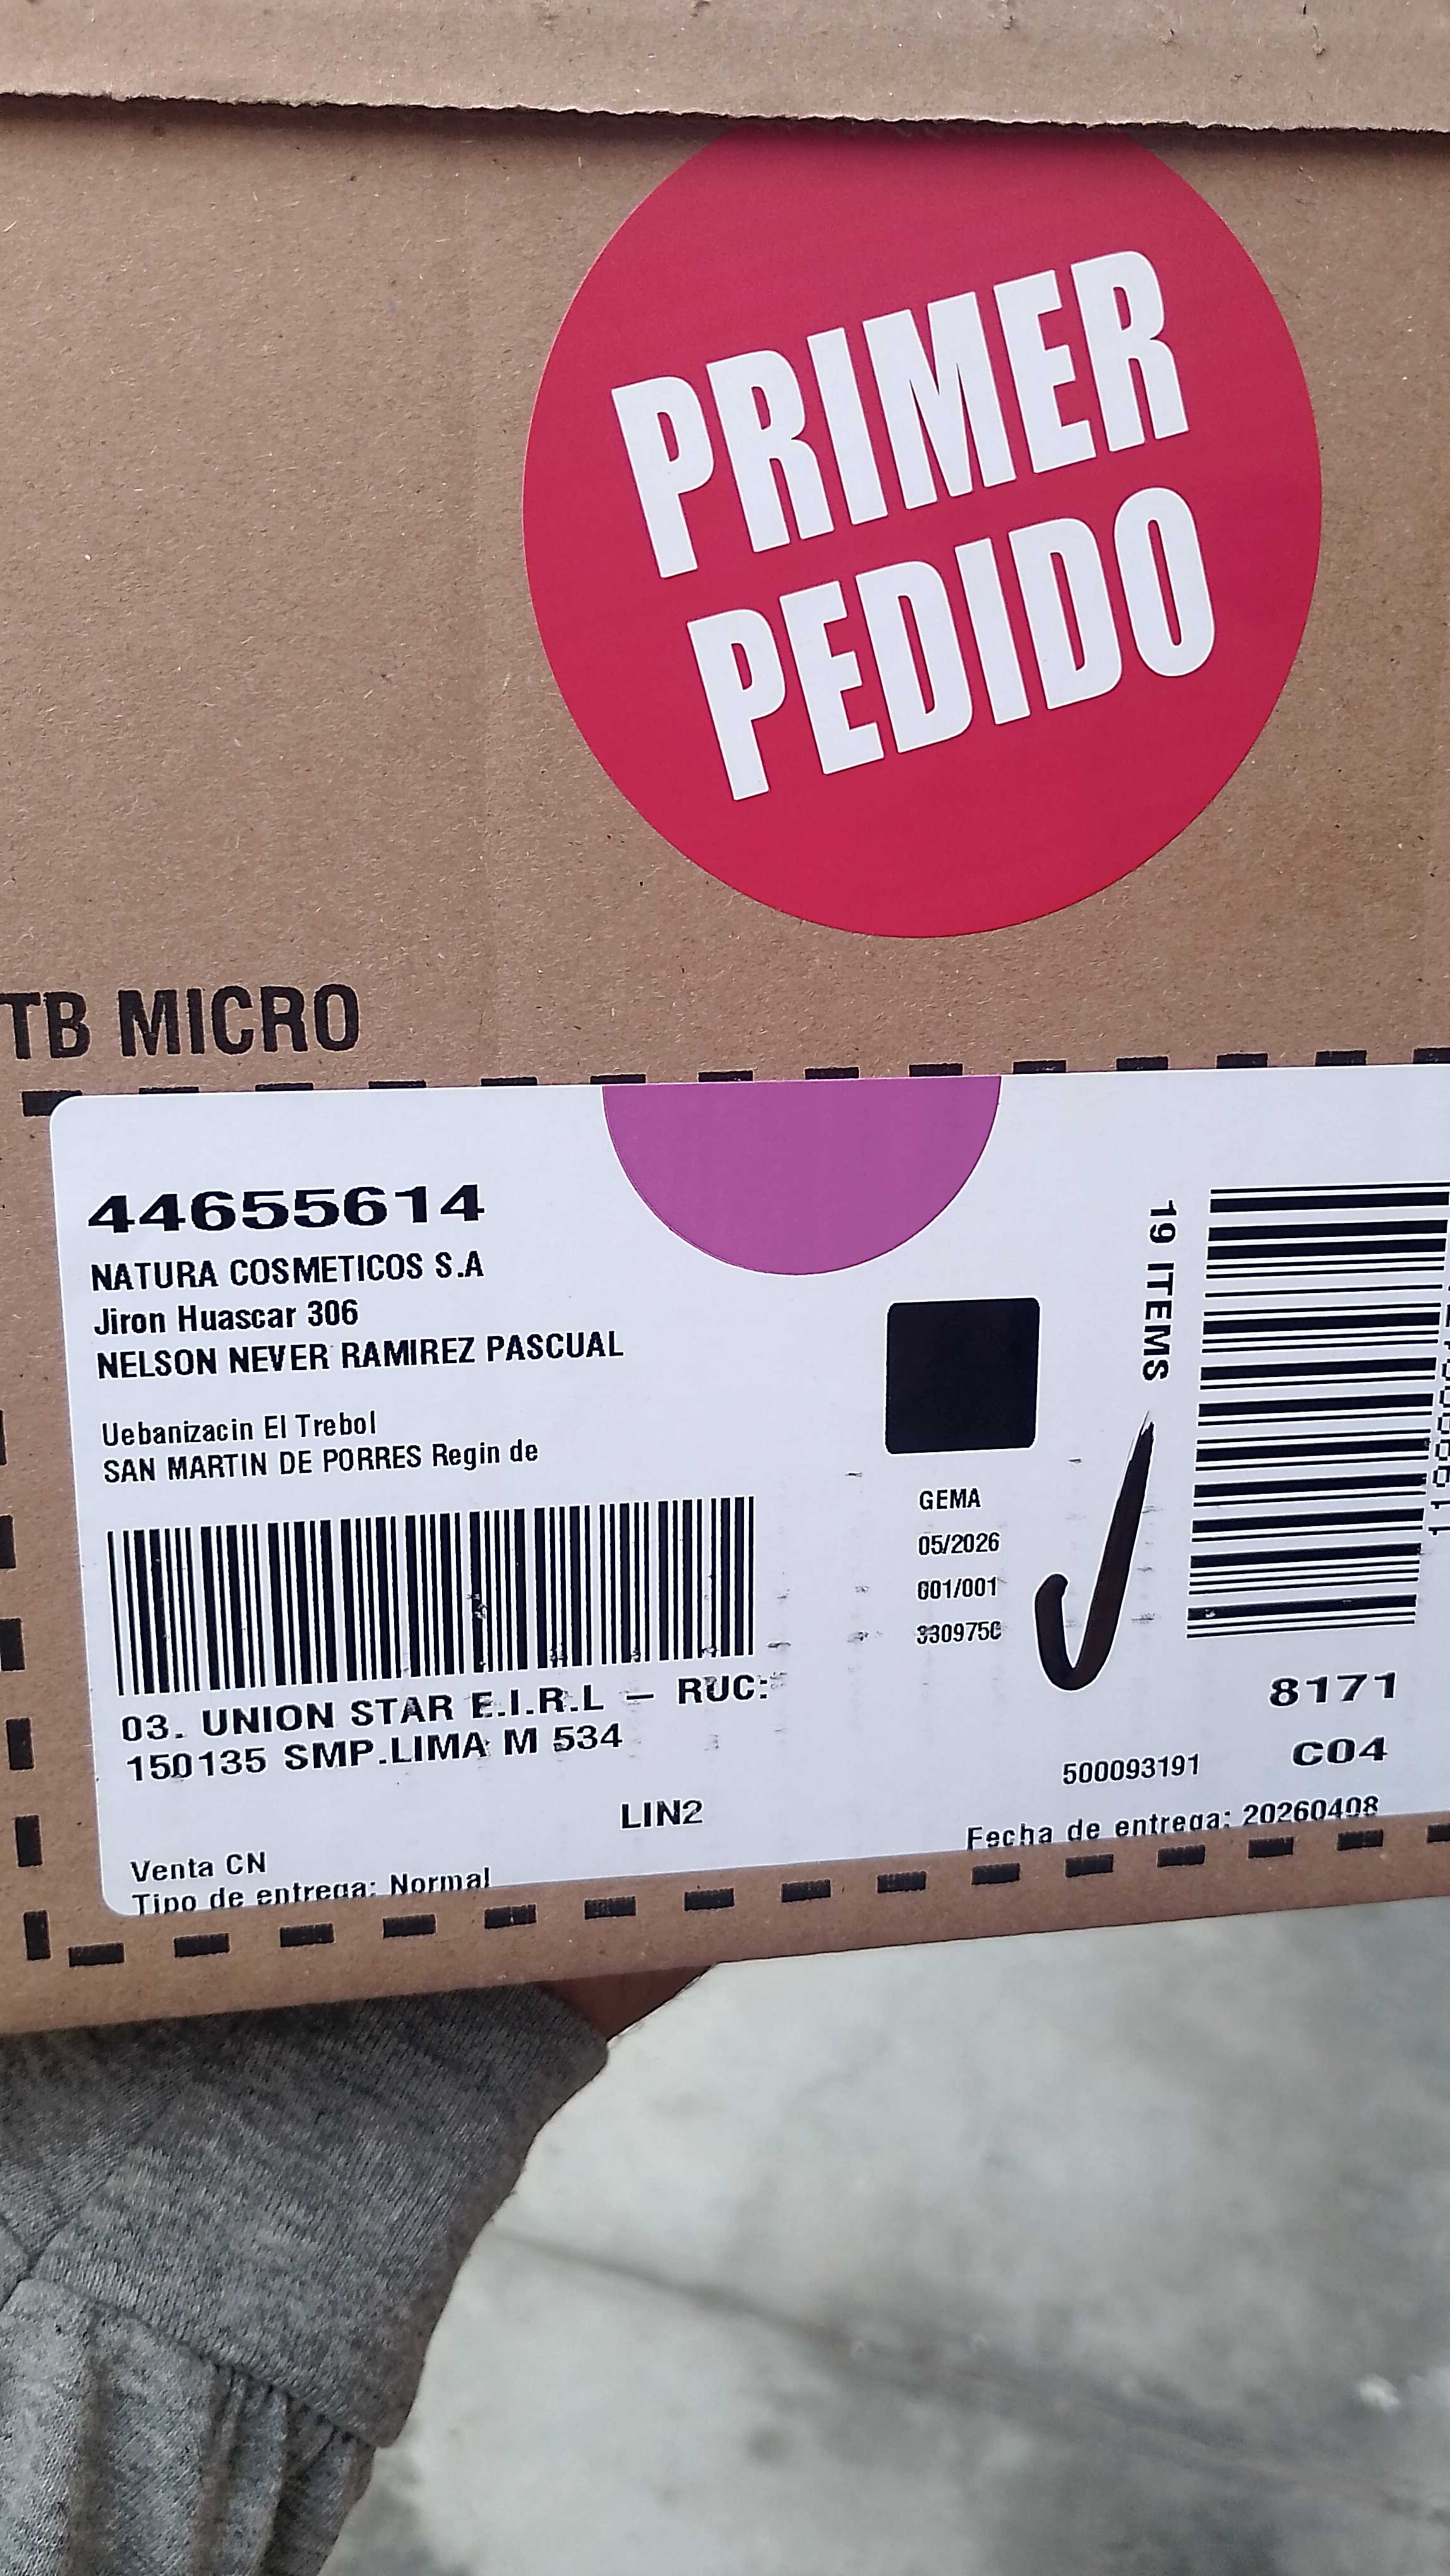 PRIMER
PEDIDO
TB MICRO
44655614
NATURA COSMETICOS S.A
Jiron Huascar 306
NELSON NEVER RAMIREZ PASCUAL
Uebanizacin El Trebol
SAN MARTIN DE PORRES Regin de
03. UNION STAR E.I.R.L – RUC:
150135 SMP.LIMA M 534
LIN2
Venta CN
Tipo de entrega: Normal
19 ITEMS
GEMA
05/2026
001/001
8171
C04
500093191
Fecha de entrega: 20260408